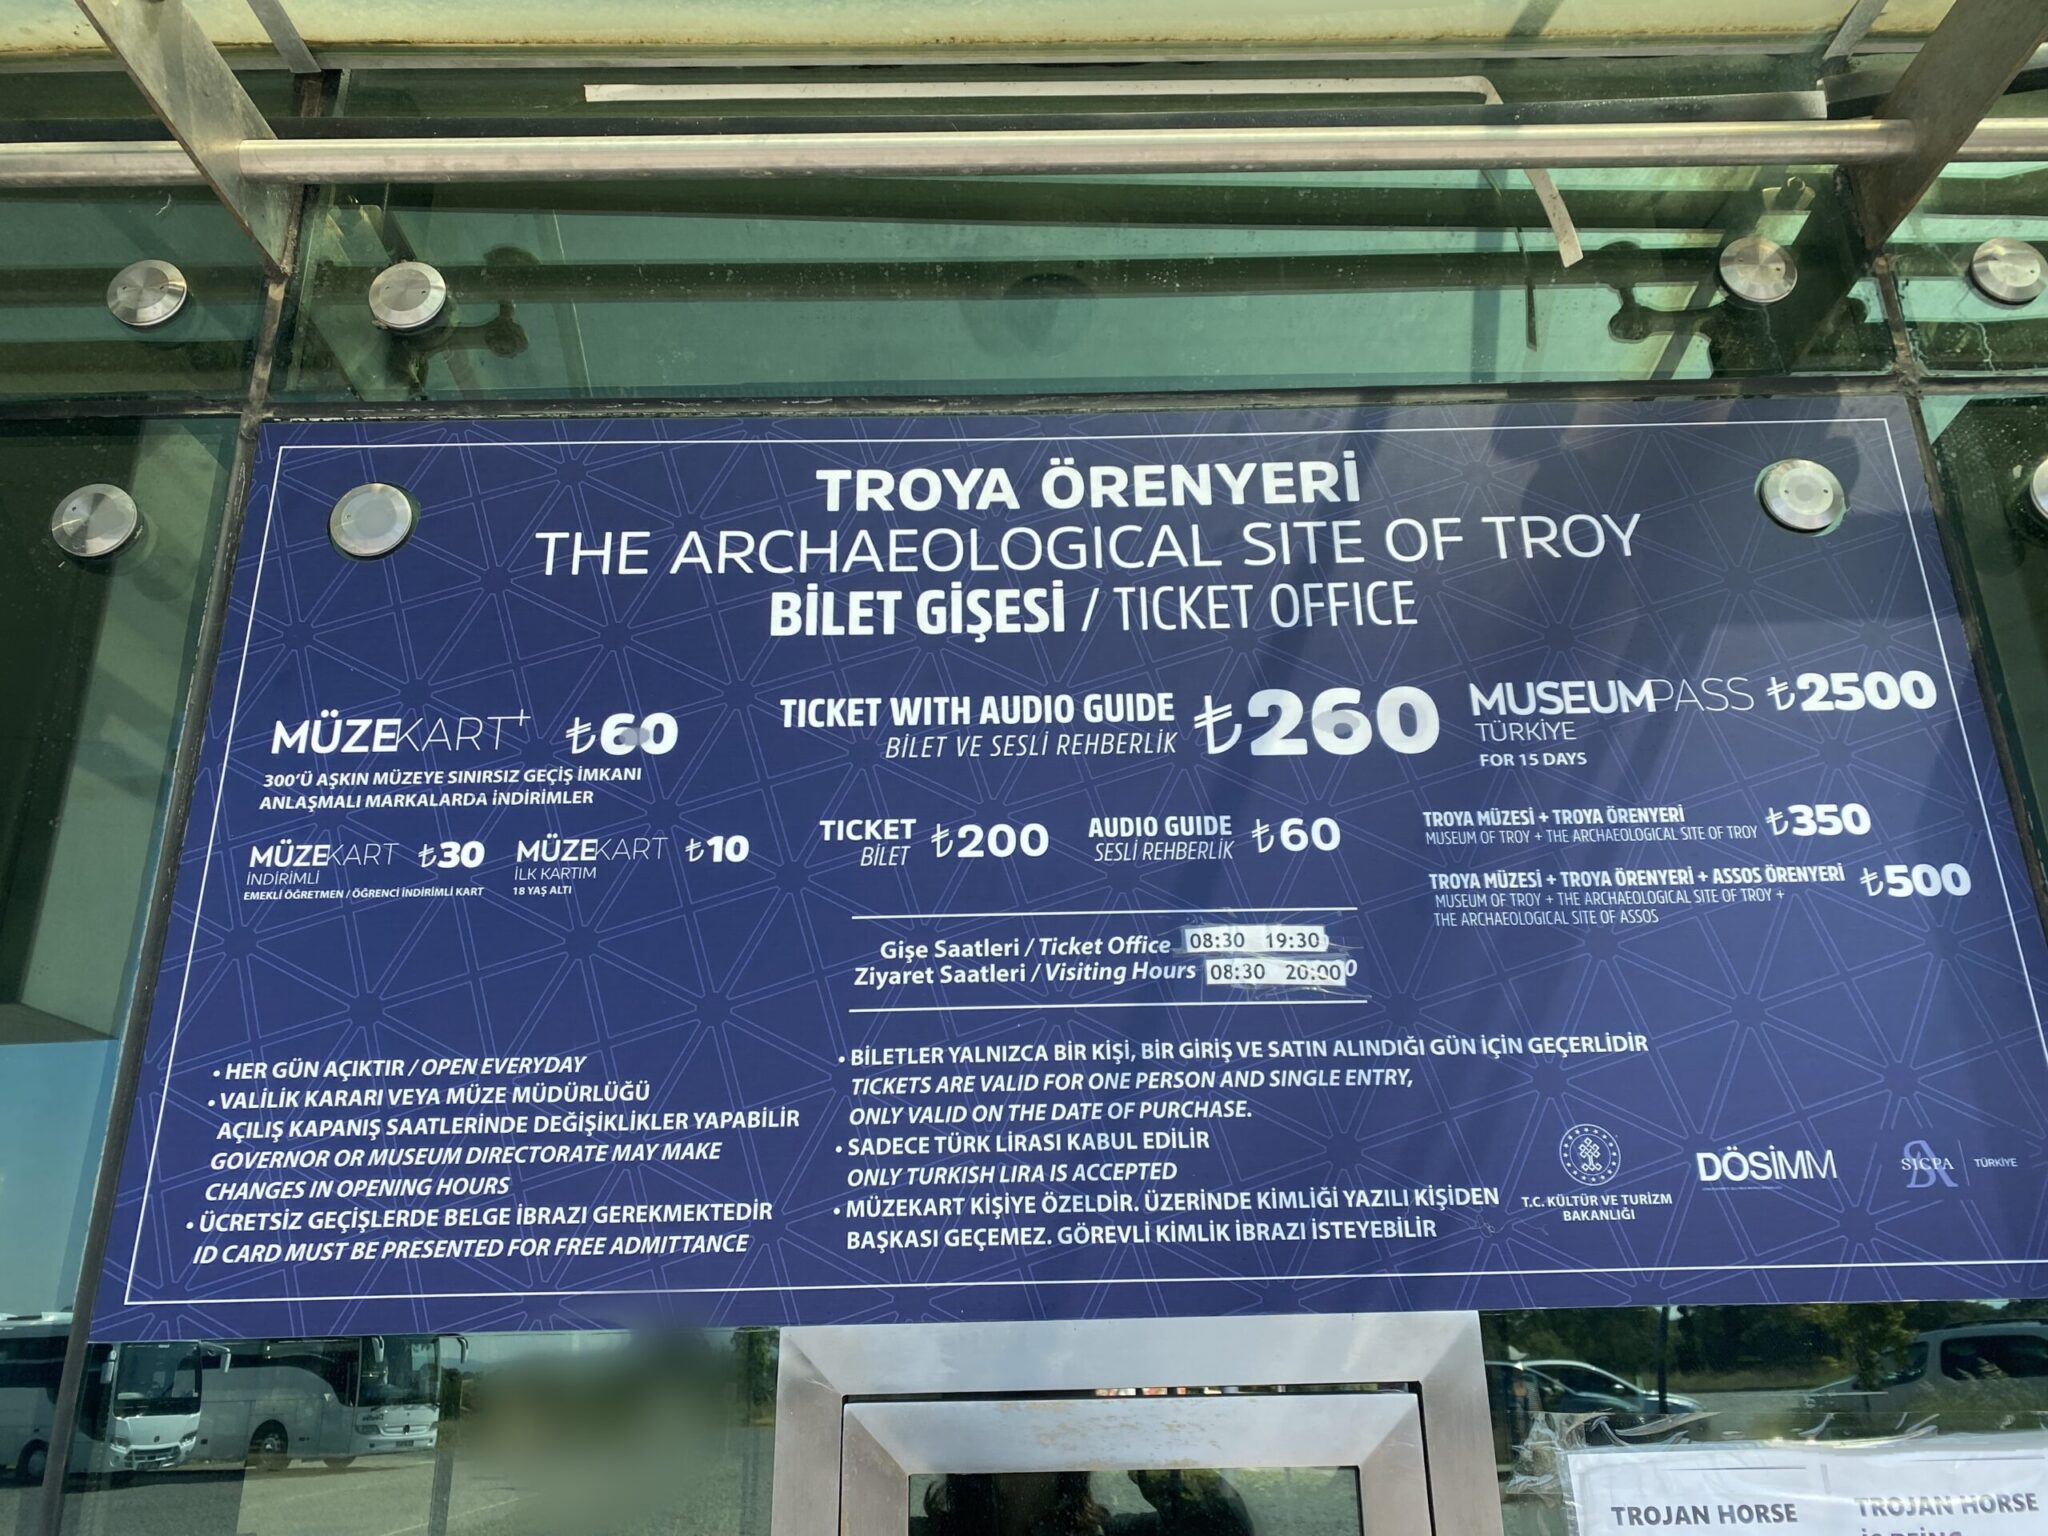 TROYA ÖRENYERİ
THE ARCHAEOLOGICAL SITE OF TROY
BİLET GİŞESİ / TICKET OFFICE
MÜZEKART+ ₺60
300'Ü AŞKIN MÜZEYE SINIRSIZ GEÇİŞ İMKANI
ANLAŞMALI MARKALARDA İNDİRİMLER
MÜZEKART ₺30
İNDİRİMLİ
EMEKLİ ÖĞRETMEN / ÖĞRENCİ İNDİRİMLİ KART
MÜZEKART ₺10
İLK KARTIM
18 YAŞ ALTI
TICKET WITH AUDIO GUIDE ₺260
BİLET VE SESLİ REHBERLİK
TICKET ₺200
BİLET
AUDIO GUIDE ₺60
SESLİ REHBERLİK
MUSEUMPASS ₺2500
TÜRKİYE
FOR 15 DAYS
TROYA MÜZESİ + TROYA ÖRENYERİ ₺350
MUSEUM OF TROY + THE ARCHAEOLOGICAL SITE OF TROY
TROYA MÜZESİ + TROYA ÖRENYERİ + ASSOS ÖRENYERİ ₺500
MUSEUM OF TROY + THE ARCHAEOLOGICAL SITE OF TROY +
THE ARCHAEOLOGICAL SITE OF ASSOS
Gişe Saatleri / Ticket Office 08:30 19:30
Ziyaret Saatleri / Visiting Hours 08:30 20:00
• HER GÜN AÇIKTIR / OPEN EVERYDAY
• VALİLİK KARARI VEYA MÜZE MÜDÜRLÜĞÜ
AÇILIŞ KAPANIŞ SAATLERİNDE DEĞİŞİKLİKLER YAPABİLİR
GOVERNOR OR MUSEUM DIRECTORATE MAY MAKE
CHANGES IN OPENING HOURS
• ÜCRETSİZ GEÇİŞLERDE BELGE İBRAZI GEREKMEKTEDİR
ID CARD MUST BE PRESENTED FOR FREE ADMITTANCE
• BİLETLER YALNIZCA BİR KİŞİ, BİR GİRİŞ VE SATIN ALINDIĞI GÜN İÇİN GEÇERLİDİR
TICKETS ARE VALID FOR ONE PERSON AND SINGLE ENTRY,
ONLY VALID ON THE DATE OF PURCHASE.
• SADECE TÜRK LİRASI KABUL EDİLİR
ONLY TURKISH LIRA IS ACCEPTED
• MÜZEKART KİŞİYE ÖZELDİR. ÜZERİNDE KİMLİĞİ YAZILI KİŞİDEN
BAŞKASI GEÇEMEZ. GÖREVLİ KİMLİK İBRAZI İSTEYEBİLİR
T.C. KÜLTÜR VE TURİZM
BAKANLIĞI
DÖSİMM
SICPA TÜRKİYE
TROJAN HORSE
TROJAN HORSE